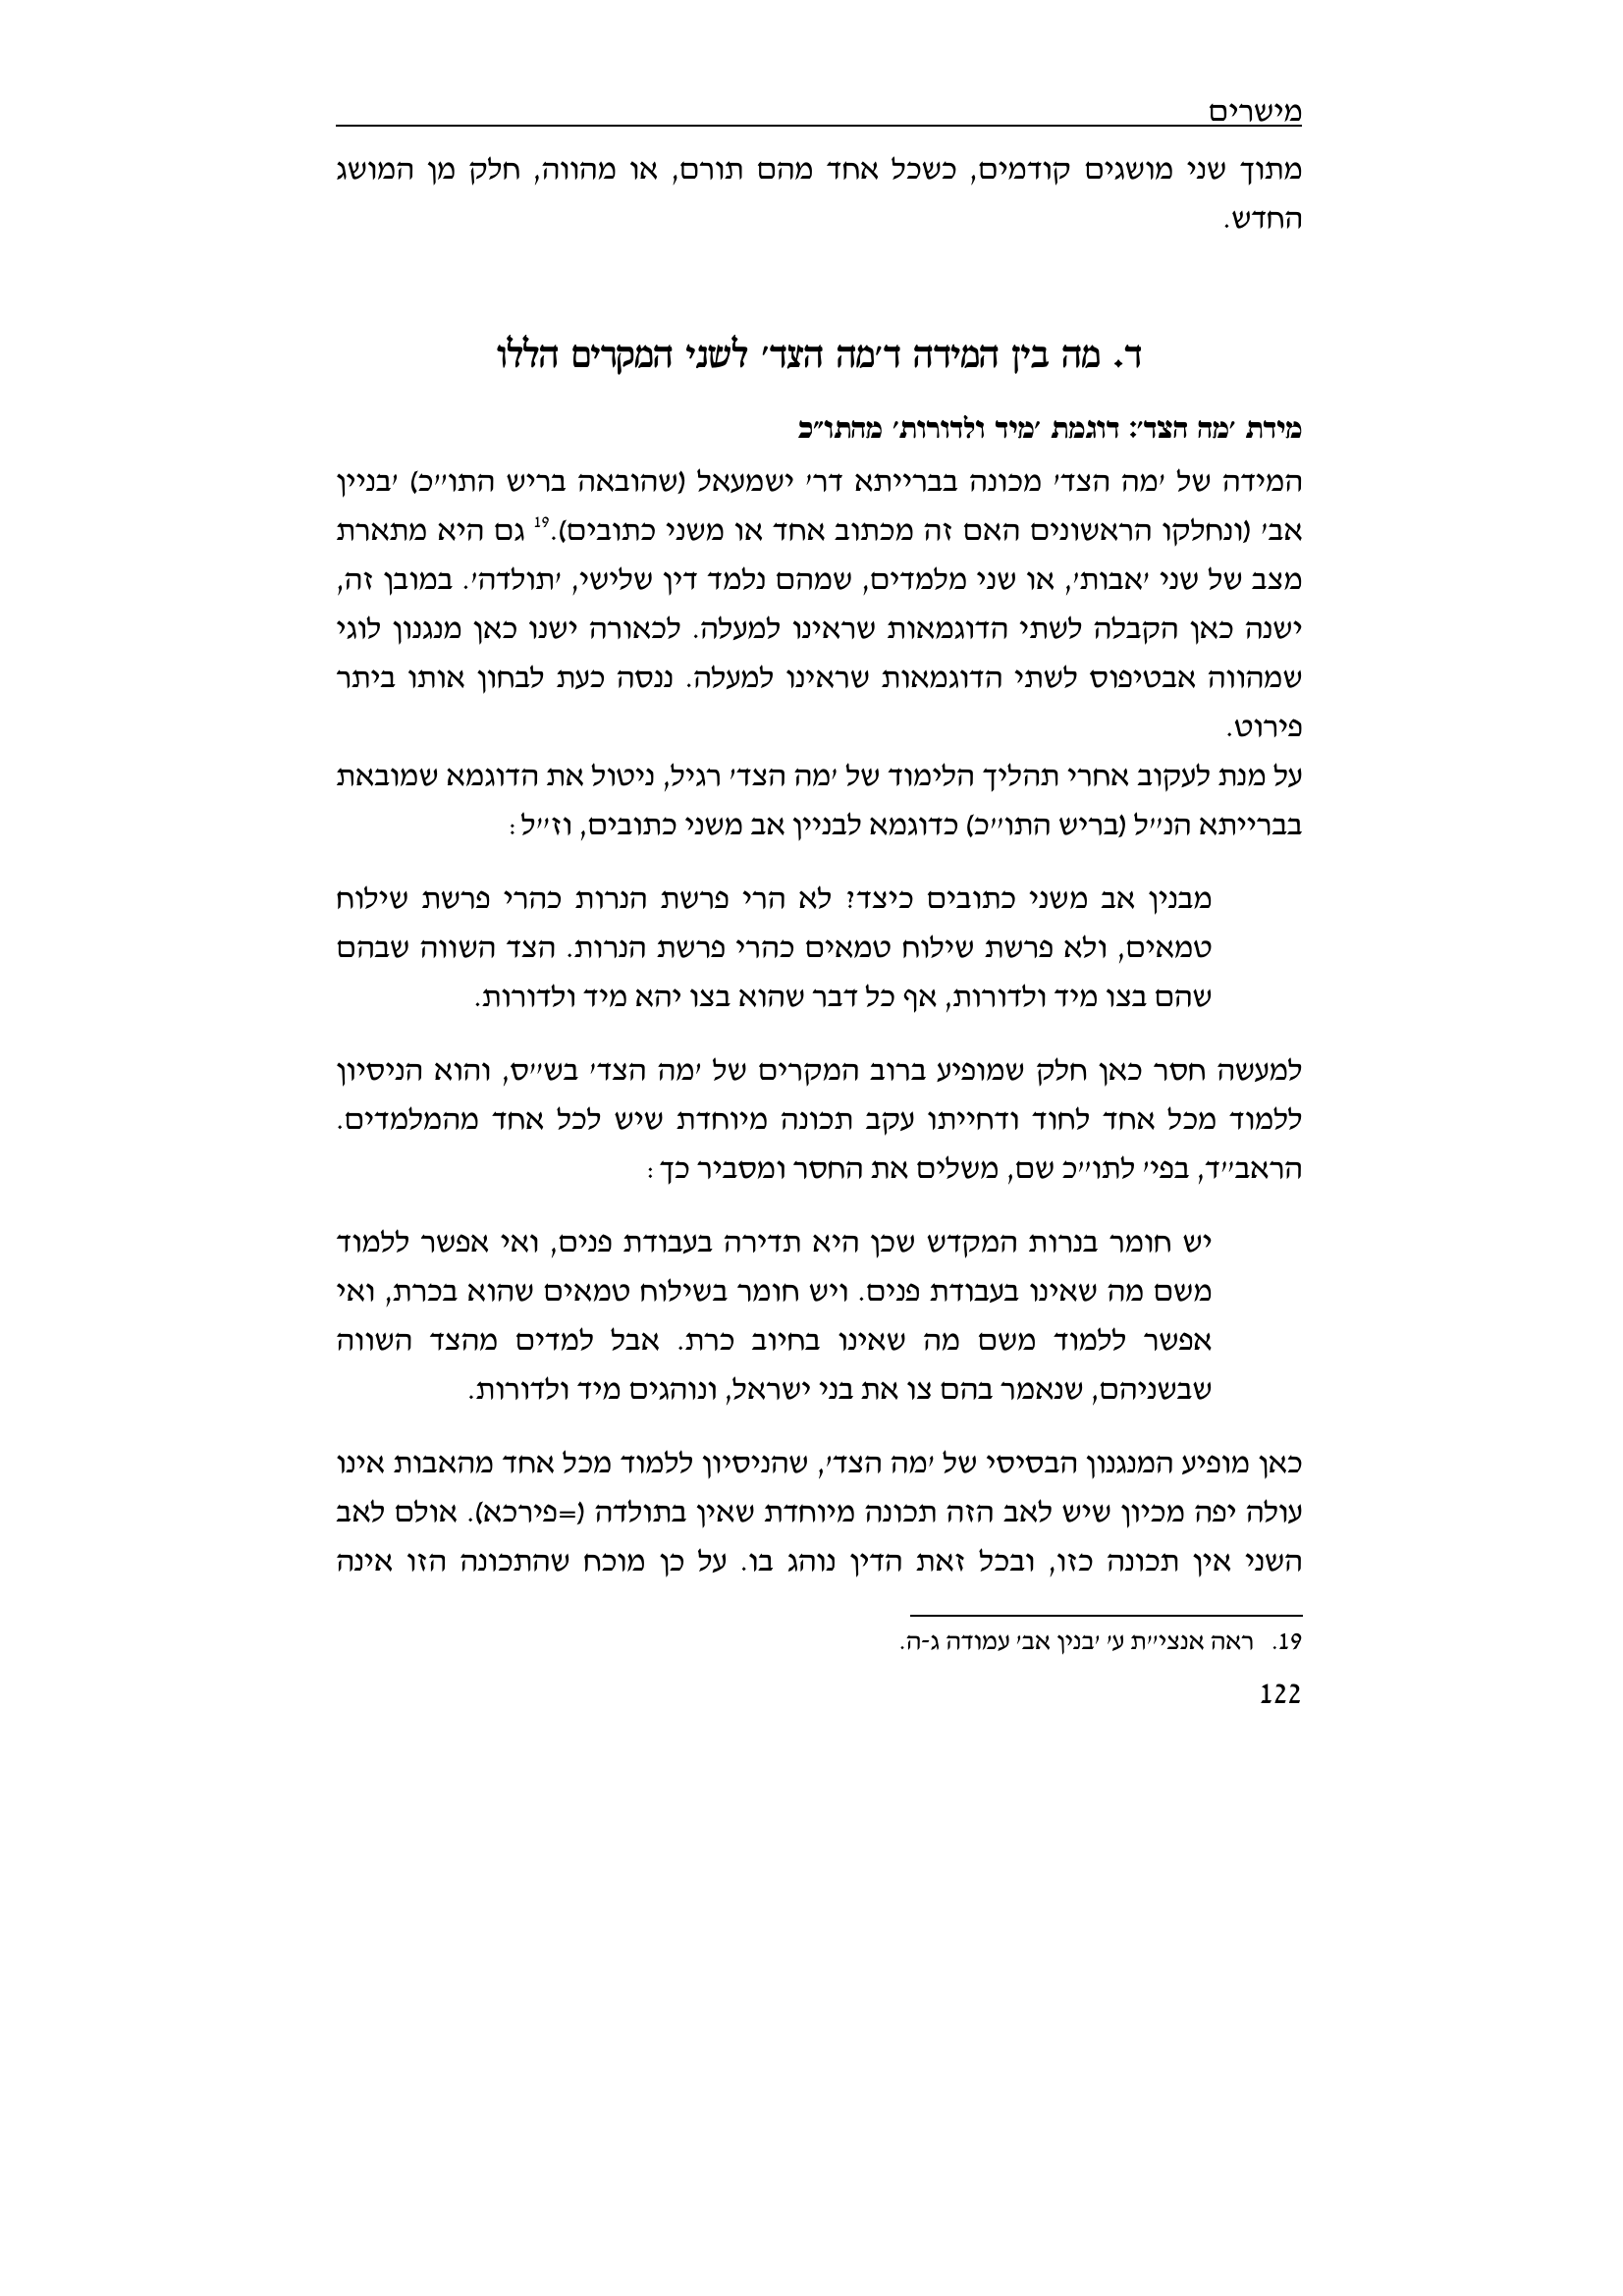 מישרים
מתוך שני מושגים קודמים, כשכל אחד מהם תורם, או מהווה, חלק מן המושג
החדש.
ד. מה בין המידה ד'מה הצד' לשני המקרים הללו
מידת 'מה הצד': דוגמת 'מיד ולדורות' מהתו"כ
המידה של 'מה הצד' מכונה בברייתא דר' ישמעאל (שהובאה בריש התו"כ) 'בניין
אב' (ונחלקו הראשונים האם זה מכתוב אחד או משני כתובים).19 גם היא מתארת
מצב של שני 'אבות', או שני מלמדים, שמהם נלמד דין שלישי, 'תולדה'. במובן זה,
ישנה כאן הקבלה לשתי הדוגמאות שראינו למעלה. לכאורה ישנו כאן מנגנון לוגי
שמהווה אבטיפוס לשתי הדוגמאות שראינו למעלה. ננסה כעת לבחון אותו ביתר
פירוט.
על מנת לעקוב אחרי תהליך הלימוד של 'מה הצד' רגיל, ניטול את הדוגמא שמובאת
בברייתא הנ"ל (בריש התו"כ) כדוגמא לבניין אב משני כתובים, וז"ל:
מבנין אב משני כתובים כיצד? לא הרי פרשת הנרות כהרי פרשת שילוח
טמאים, ולא פרשת שילוח טמאים כהרי פרשת הנרות. הצד השווה שבהם
שהם בצו מיד ולדורות, אף כל דבר שהוא בצו יהא מיד ולדורות.
למעשה חסר כאן חלק שמופיע ברוב המקרים של 'מה הצד' בש"ס, והוא הניסיון
ללמוד מכל אחד לחוד ודחייתו עקב תכונה מיוחדת שיש לכל אחד מהמלמדים.
הראב"ד, בפי' לתו"כ שם, משלים את החסר ומסביר כך:
יש חומר בנרות המקדש שכן היא תדירה בעבודת פנים, ואי אפשר ללמוד
משם מה שאינו בעבודת פנים. ויש חומר בשילוח טמאים שהוא בכרת, ואי
אפשר ללמוד משם מה שאינו בחיוב כרת. אבל למדים מהצד השווה
שבשניהם, שנאמר בהם צו את בני ישראל, ונוהגים מיד ולדורות.
כאן מופיע המנגנון הבסיסי של 'מה הצד', שהניסיון ללמוד מכל אחד מהאבות אינו
עולה יפה מכיון שיש לאב הזה תכונה מיוחדת שאין בתולדה (=פירכא). אולם לאב
השני אין תכונה כזו, ובכל זאת הדין נוהג בו. על כן מוכח שהתכונה הזו אינה
19. ראה אנצי"ת ע' 'בנין אב' עמודה ג-ה.
122